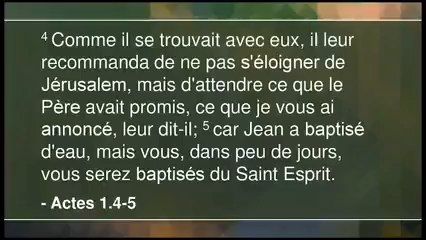 ⁴ Comme il se trouvait avec eux, il leur
recommanda de ne pas s'éloigner de
Jérusalem, mais d'attendre ce que le
Père avait promis, ce que je vous ai
annoncé, leur dit-il; ⁵ car Jean a baptisé
d'eau, mais vous, dans peu de jours,
vous serez baptisés du Saint Esprit.
- Actes 1.4-5